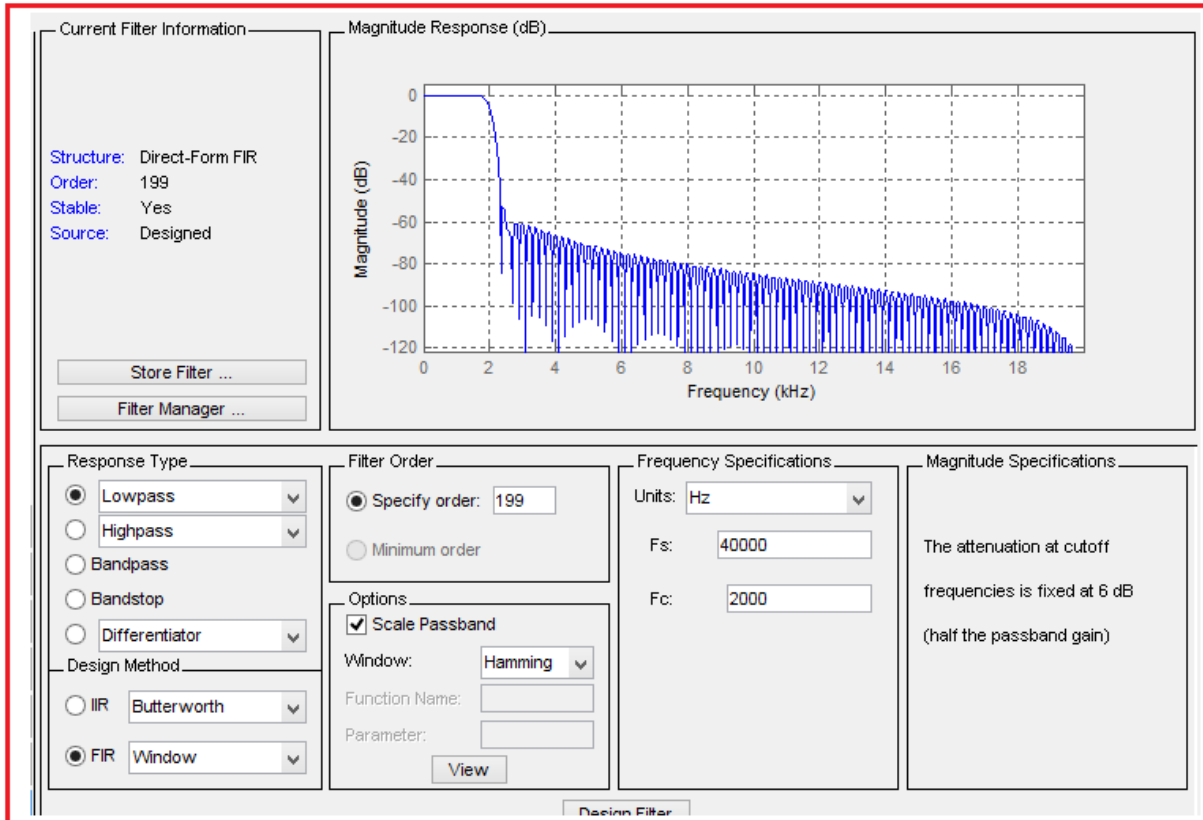 Current Filter Information
Structure: Direct-Form FIR
Order: 199
Stable: Yes
Source: Designed
Store Filter ...
Filter Manager ...
Magnitude Response (dB)
Magnitude (dB)
0
-20
-40
-60
-80
-100
-120
0 2 4 6 8 10 12 14 16 18
Frequency (kHz)
Response Type
Lowpass
Highpass
Bandpass
Bandstop
Differentiator
Design Method
IIR Butterworth
FIR Window
Filter Order
Specify order: 199
Minimum order
Options
Scale Passband
Window: Hamming
Function Name:
Parameter:
View
Frequency Specifications
Units: Hz
Fs: 40000
Fc: 2000
Magnitude Specifications
The attenuation at cutoff
frequencies is fixed at 6 dB
(half the passband gain)
Design Filter